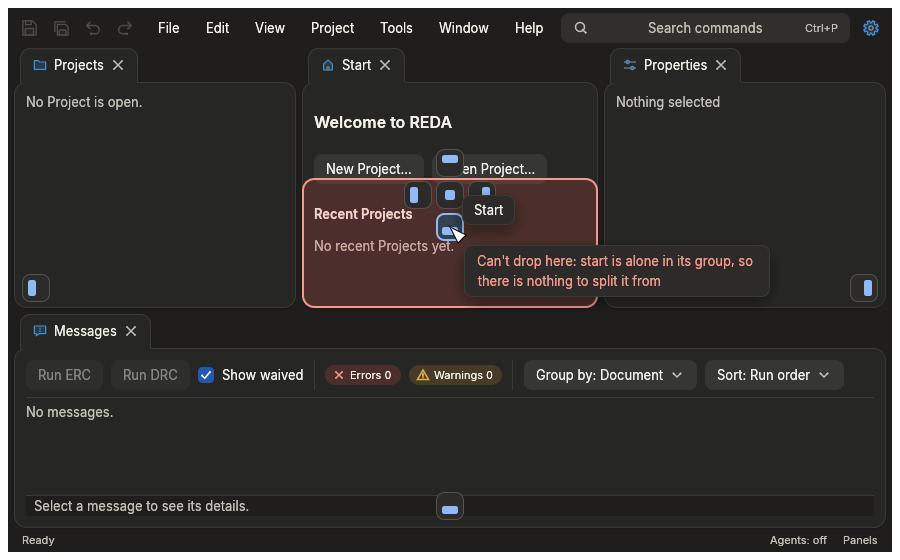 File Edit View Project Tools Window Help Search commands Ctrl+P
Projects
Start
Properties
No Project is open.
Nothing selected
Welcome to REDA
New Project...
en Project...
Start
Recent Projects
No recent Projects yet.
Can't drop here: start is alone in its group, so
there is nothing to split it from
Messages
Run ERC Run DRC Show waived Errors 0 Warnings 0 Group by: Document Sort: Run order
No messages.
Select a message to see its details.
Ready
Agents: off Panels